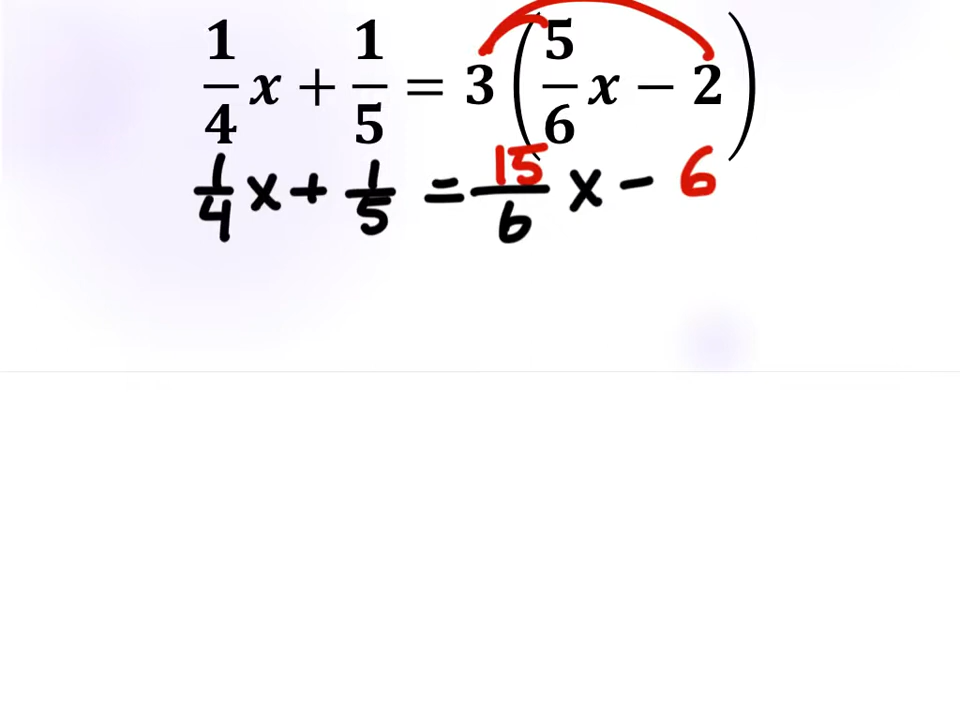 1/4 x + 1/5 = 3 ( 5/6 x − 2 )
1/4 x + 1/5 = 15/6 x − 6